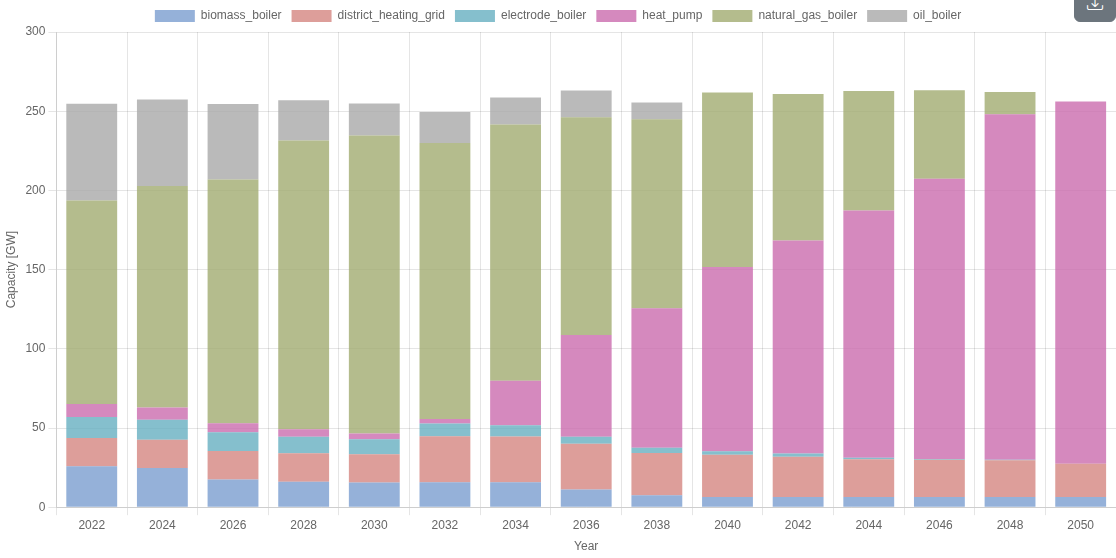 biomass_boiler district_heating_grid electrode_boiler heat_pump natural_gas_boiler oil_boiler
300
250
200
150
100
50
0
Capacity [GW]
2022 2024 2026 2028 2030 2032 2034 2036 2038 2040 2042 2044 2046 2048 2050
Year